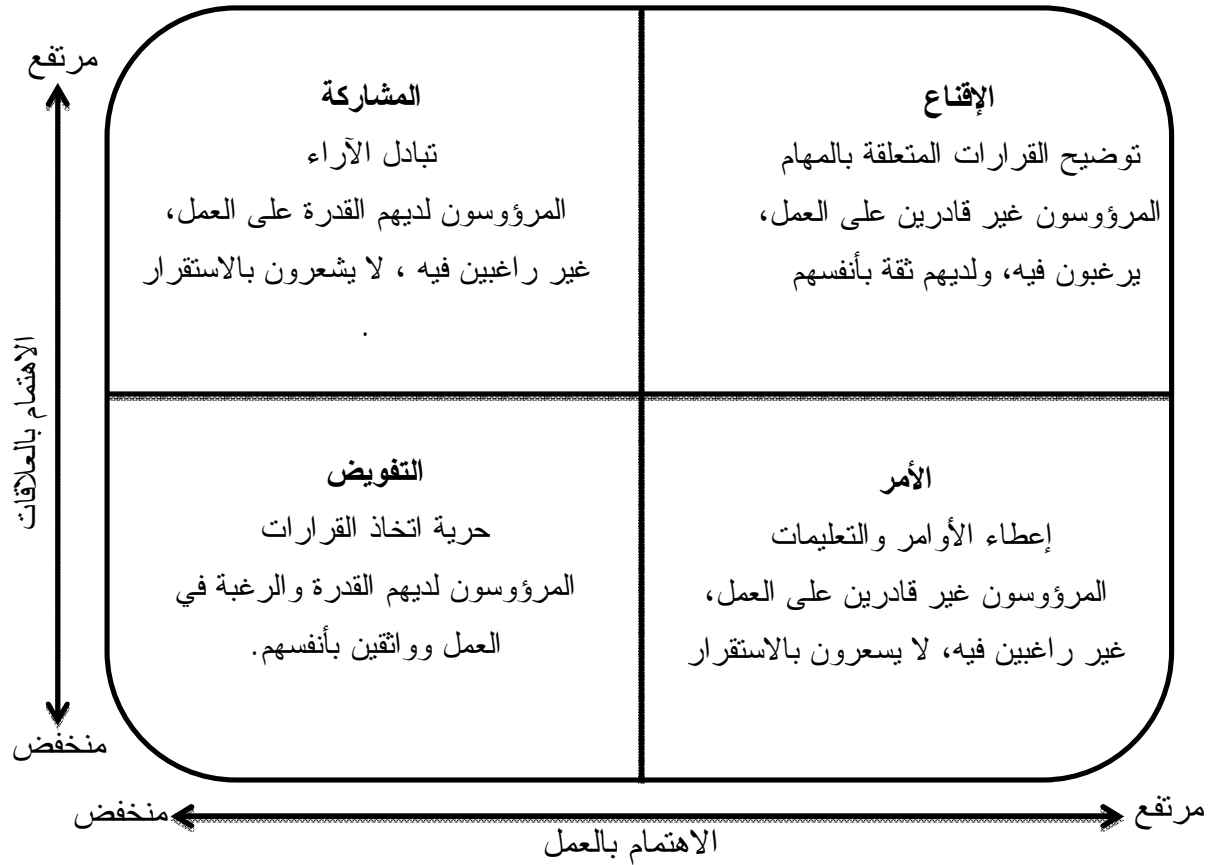 مرتفع
الإقناع
توضيح القرارات المتعلقة بالمهام
المرؤوسون غير قادرين على العمل،
يرغبون فيه، ولديهم ثقة بأنفسهم
المشاركة
تبادل الآراء
المرؤوسون لديهم القدرة على العمل،
غير راغبين فيه ، لا يشعرون بالاستقرار
.
الاهتمام بالعلاقات
الأمر
إعطاء الأوامر والتعليمات
المرؤوسون غير قادرين على العمل،
غير راغبين فيه، لا يسعرون بالاستقرار
التفويض
حرية اتخاذ القرارات
المرؤوسون لديهم القدرة والرغبة في
العمل وواثقين بأنفسهم.
منخفض
مرتفع
منخفض
الاهتمام بالعمل